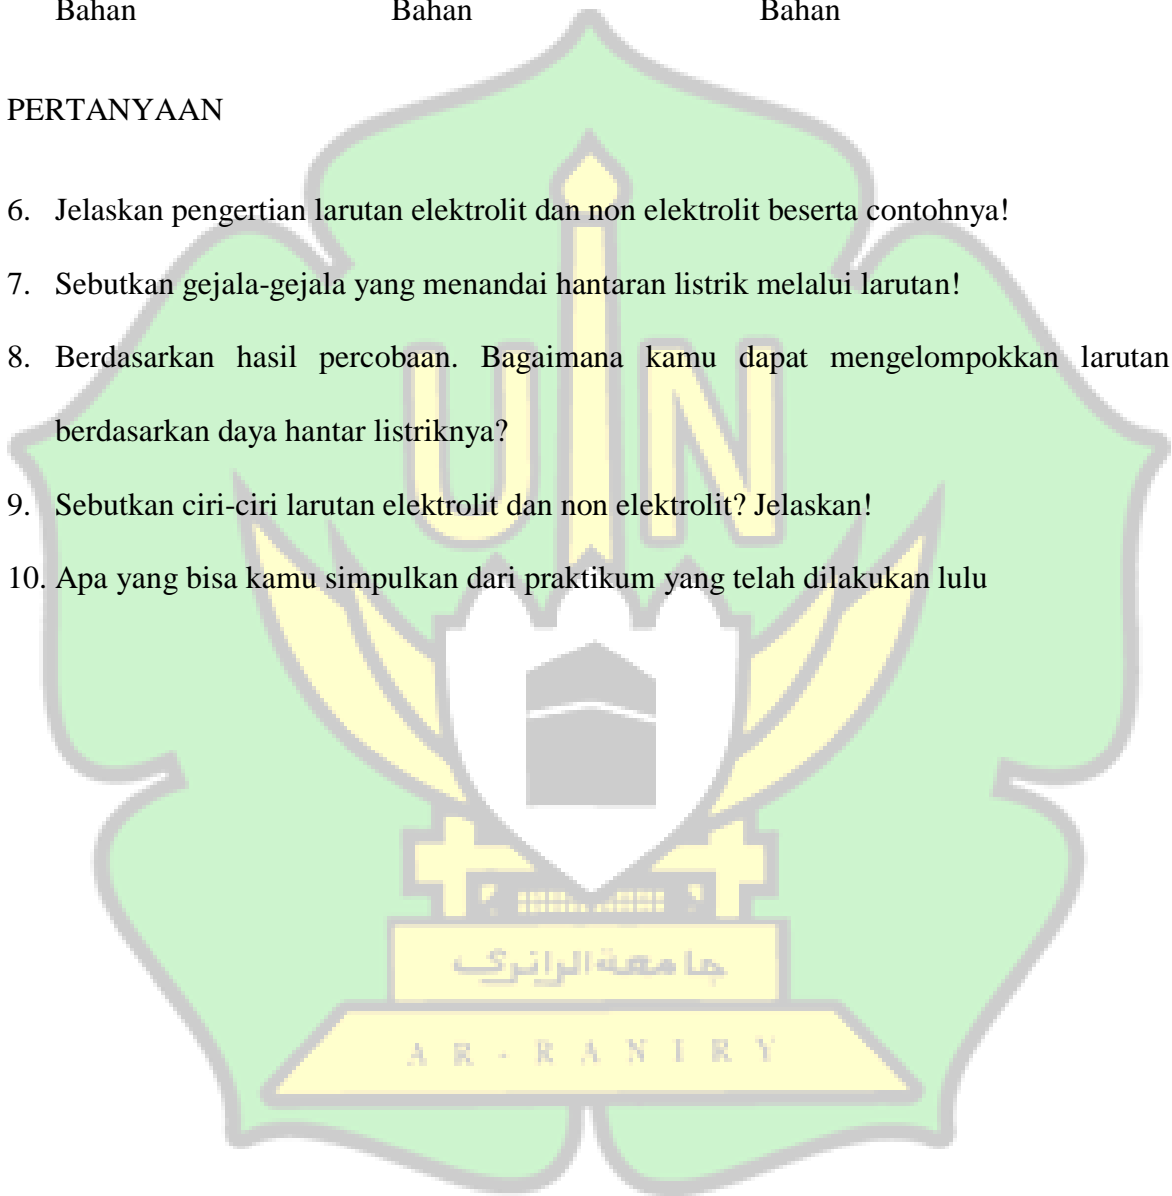 Bahan Bahan Bahan
PERTANYAAN
6. Jelaskan pengertian larutan elektrolit dan non elektrolit beserta contohnya!
7. Sebutkan gejala-gejala yang menandai hantaran listrik melalui larutan!
8. Berdasarkan hasil percobaan. Bagaimana kamu dapat mengelompokkan larutan
berdasarkan daya hantar listriknya?
9. Sebutkan ciri-ciri larutan elektrolit dan non elektrolit? Jelaskan!
10. Apa yang bisa kamu simpulkan dari praktikum yang telah dilakukan lulu
UIN
جامعة الرانري
AR-RANIRY